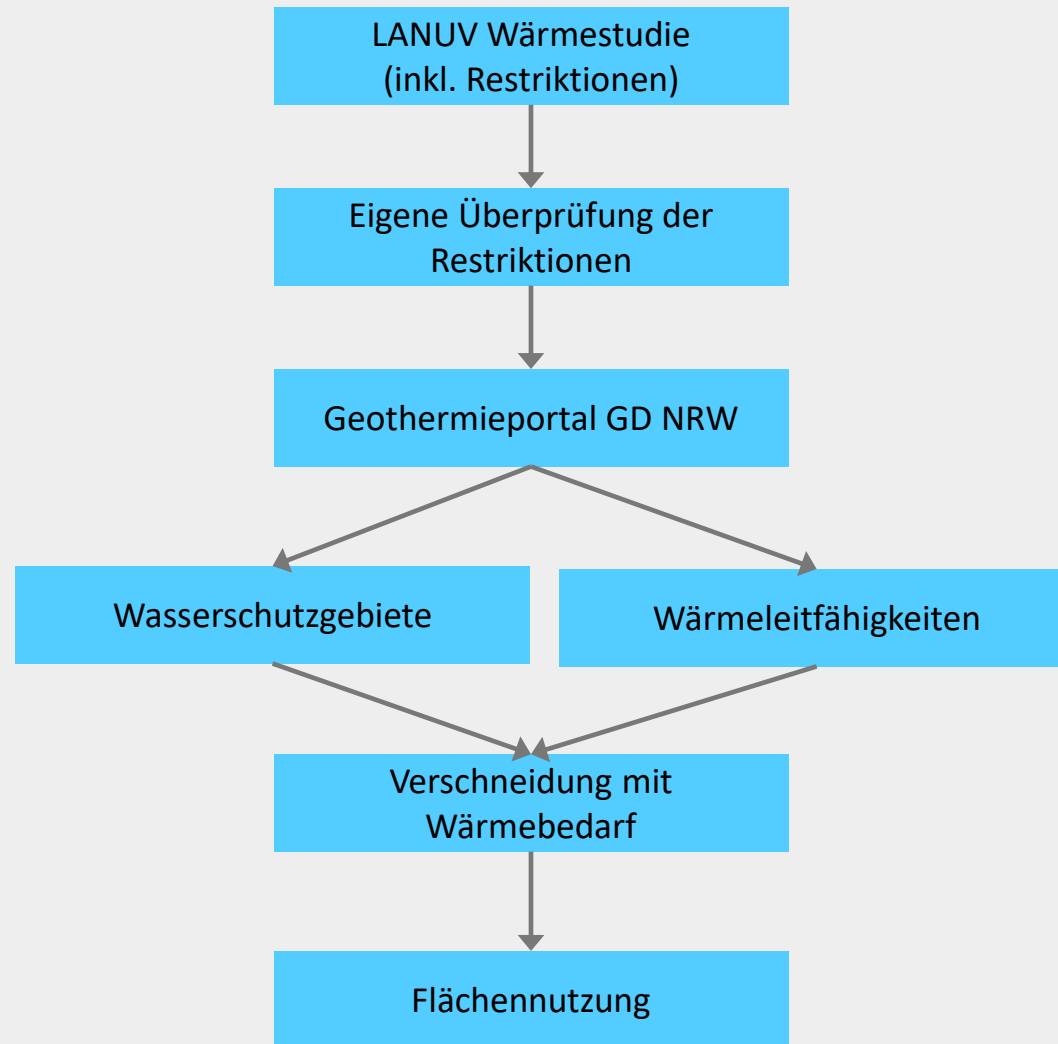 LANUV Wärmestudie
(inkl. Restriktionen)
Eigene Überprüfung der
Restriktionen
Geothermieportal GD NRW
Wasserschutzgebiete
Wärmeleitfähigkeiten
Verschneidung mit
Wärmebedarf
Flächennutzung